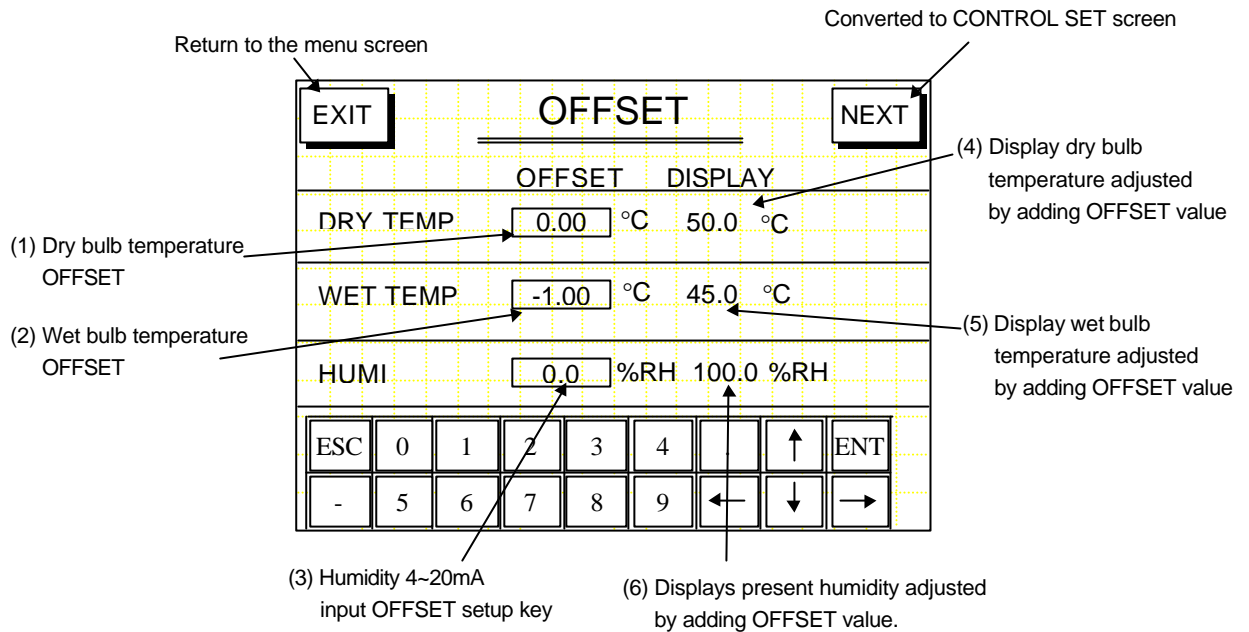 Converted to CONTROL SET screen
Return to the menu screen
EXIT
OFFSET
NEXT
OFFSET DISPLAY
DRY TEMP 0.00 °C 50.0 °C
WET TEMP -1.00 °C 45.0 °C
HUMI 0.0 %RH 100.0 %RH
ESC 0 1 2 3 4 . ↑ ENT
- 5 6 7 8 9 ← ↓ →
(1) Dry bulb temperature
OFFSET
(2) Wet bulb temperature
OFFSET
(3) Humidity 4~20mA
input OFFSET setup key
(4) Display dry bulb
temperature adjusted
by adding OFFSET value
(5) Display wet bulb
temperature adjusted
by adding OFFSET value
(6) Displays present humidity adjusted
by adding OFFSET value.